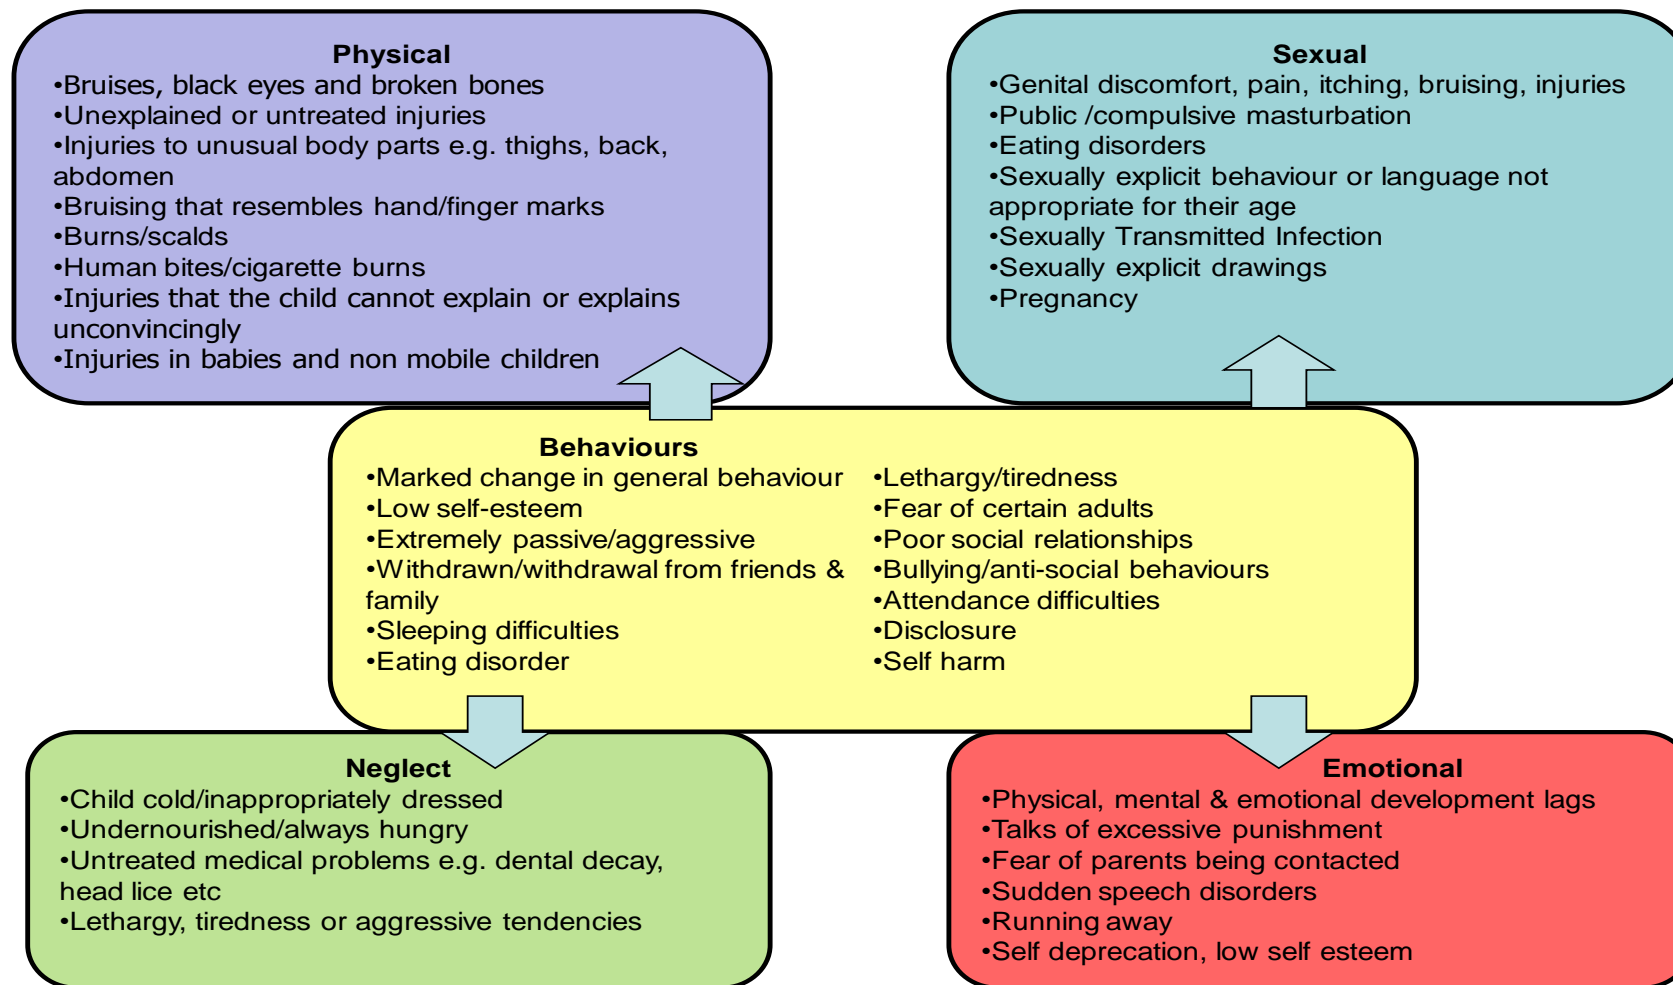 Physical
•Bruises, black eyes and broken bones
•Unexplained or untreated injuries
•Injuries to unusual body parts e.g. thighs, back,
abdomen
•Bruising that resembles hand/finger marks
•Burns/scalds
•Human bites/cigarette burns
•Injuries that the child cannot explain or explains
unconvincingly
•Injuries in babies and non mobile children
Sexual
•Genital discomfort, pain, itching, bruising, injuries
•Public /compulsive masturbation
•Eating disorders
•Sexually explicit behaviour or language not
appropriate for their age
•Sexually Transmitted Infection
•Sexually explicit drawings
•Pregnancy
Behaviours
•Marked change in general behaviour
•Low self-esteem
•Extremely passive/aggressive
•Withdrawn/withdrawal from friends &
family
•Sleeping difficulties
•Eating disorder
•Lethargy/tiredness
•Fear of certain adults
•Poor social relationships
•Bullying/anti-social behaviours
•Attendance difficulties
•Disclosure
•Self harm
Neglect
•Child cold/inappropriately dressed
•Undernourished/always hungry
•Untreated medical problems e.g. dental decay,
head lice etc
•Lethargy, tiredness or aggressive tendencies
Emotional
•Physical, mental & emotional development lags
•Talks of excessive punishment
•Fear of parents being contacted
•Sudden speech disorders
•Running away
•Self deprecation, low self esteem